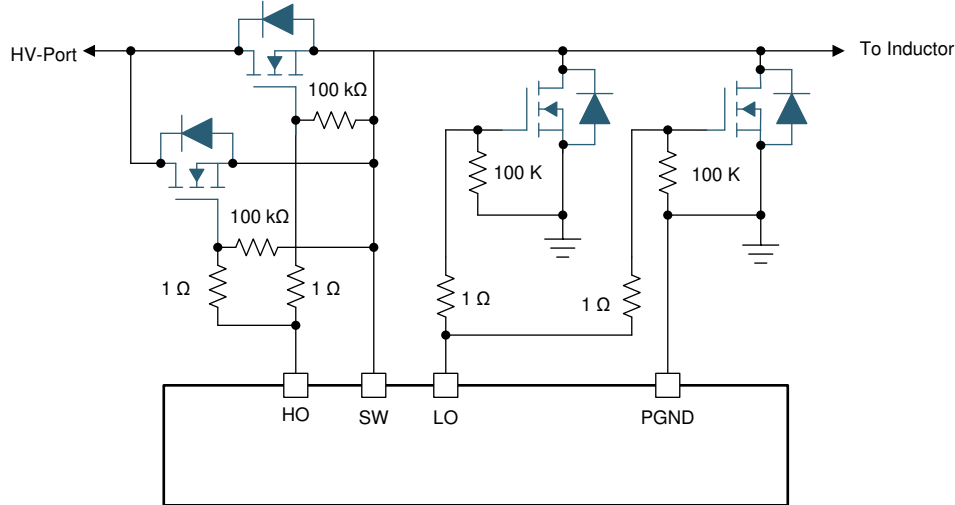 HV-Port
To Inductor
100 kΩ
100 K
100 K
100 kΩ
1 Ω
1 Ω
1 Ω
1 Ω
HO
SW
LO
PGND